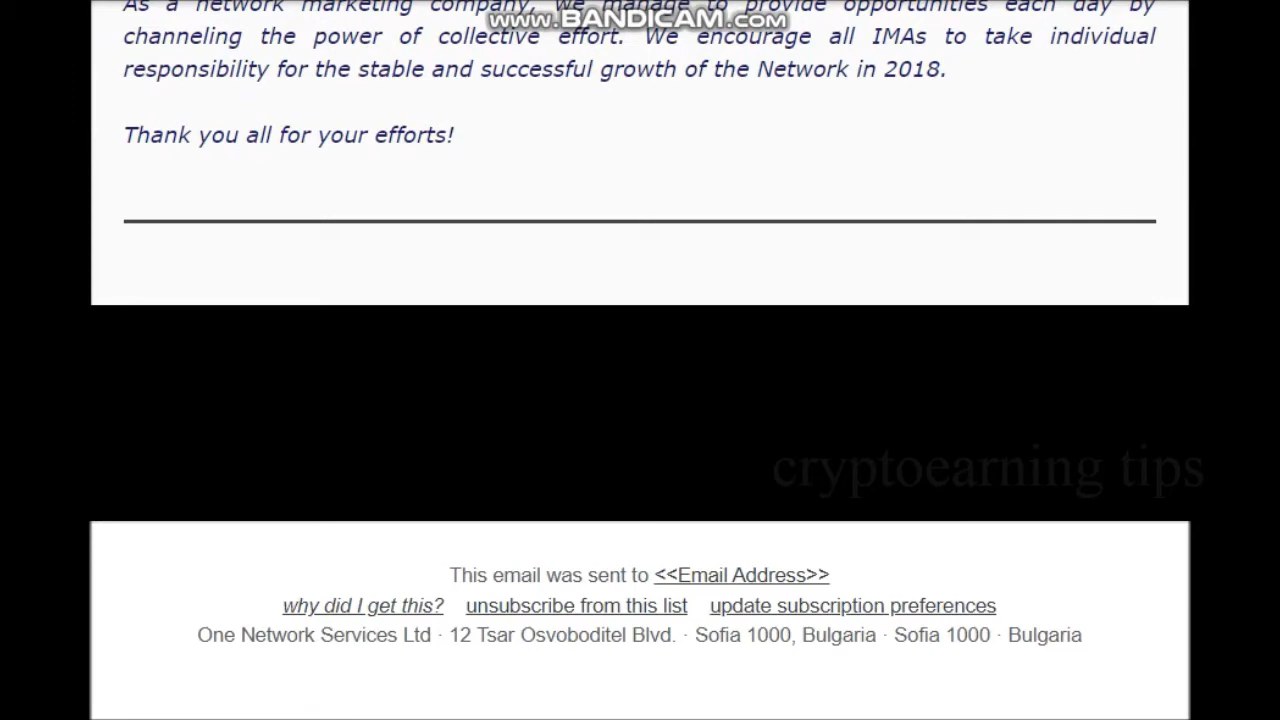 As a network marketing company, we manage to provide opportunities each day by
www.BANDICAM.com
channeling the power of collective effort. We encourage all IMAs to take individual
responsibility for the stable and successful growth of the Network in 2018.
Thank you all for your efforts!
cryptoearning tips
This email was sent to <<Email Address>>
why did I get this? unsubscribe from this list update subscription preferences
One Network Services Ltd · 12 Tsar Osvoboditel Blvd. · Sofia 1000, Bulgaria · Sofia 1000 · Bulgaria